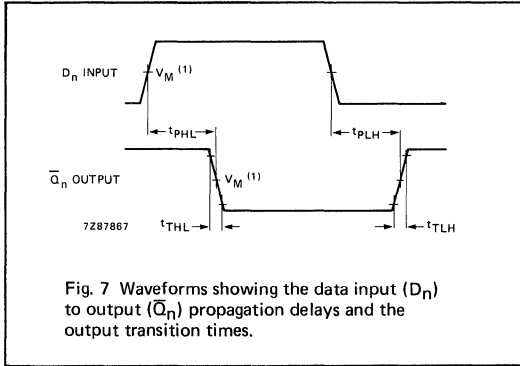 Dn INPUT
VM (1)
tPHL
tPLH
Q̅n OUTPUT
VM (1)
7Z87867
tTHL
tTLH
Fig. 7 Waveforms showing the data input (Dn)
to output (Q̅n) propagation delays and the
output transition times.